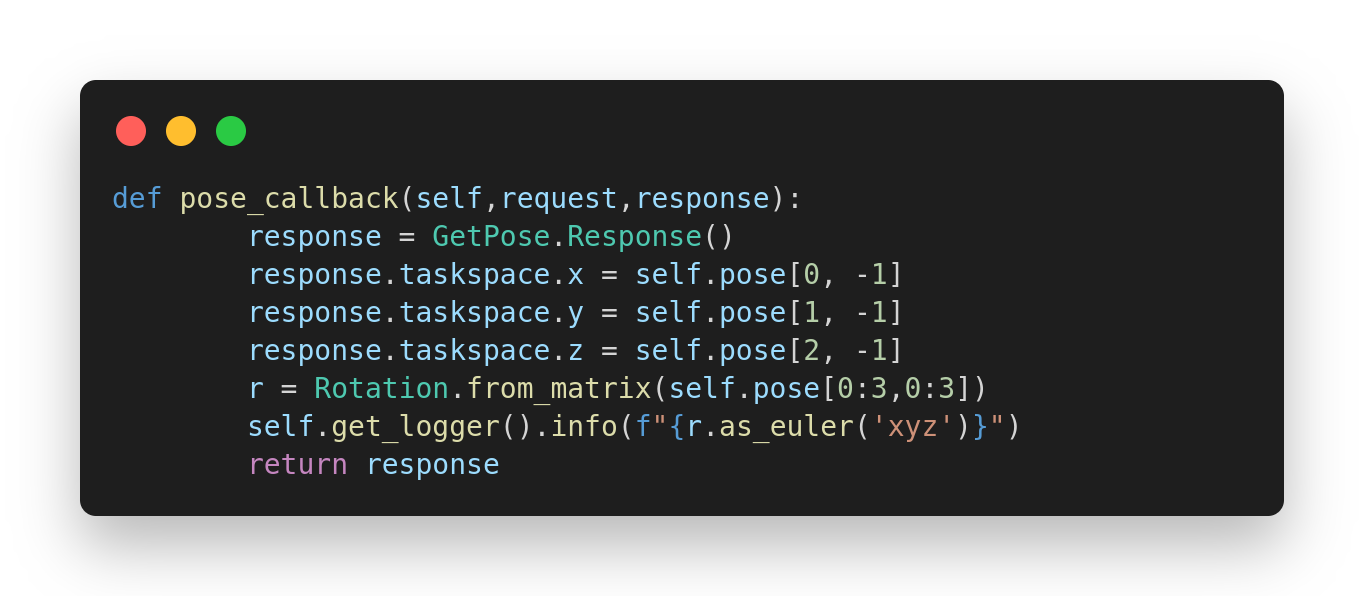 def pose_callback(self,request,response):
        response = GetPose.Response()
        response.taskspace.x = self.pose[0, -1]
        response.taskspace.y = self.pose[1, -1]
        response.taskspace.z = self.pose[2, -1]
        r = Rotation.from_matrix(self.pose[0:3,0:3])
        self.get_logger().info(f"{r.as_euler('xyz')}")
        return response